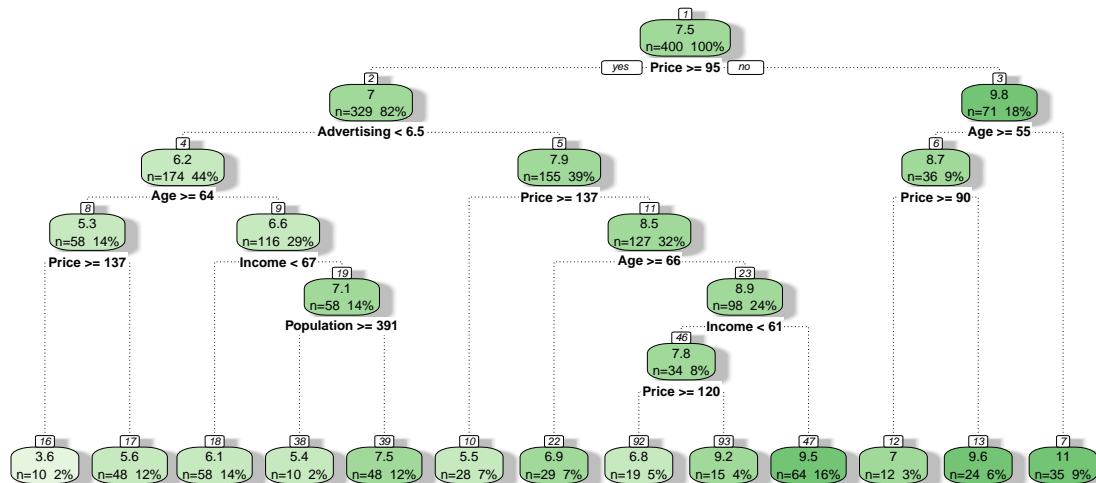 1
7.5
n=400 100%
yes Price >= 95 no
2 3
7 9.8
n=329 82% n=71 18%
Advertising < 6.5 Age >= 55
4 5 6
6.2 7.9 8.7
n=174 44% n=155 39% n=36 9%
Age >= 64 Price >= 137 Price >= 90
8 9 11
5.3 6.6 8.5
n=58 14% n=116 29% n=127 32%
Price >= 137 Income < 67 Age >= 66
19 23
7.1 8.9
n=58 14% n=98 24%
Population >= 391 Income < 61
46
7.8
n=34 8%
Price >= 120
16 17 18 38 39 10 22 92 93 47 12 13 7
3.6 5.6 6.1 5.4 7.5 5.5 6.9 6.8 9.2 9.5 7 9.6 11
n=10 2% n=48 12% n=58 14% n=10 2% n=48 12% n=28 7% n=29 7% n=19 5% n=15 4% n=64 16% n=12 3% n=24 6% n=35 9%